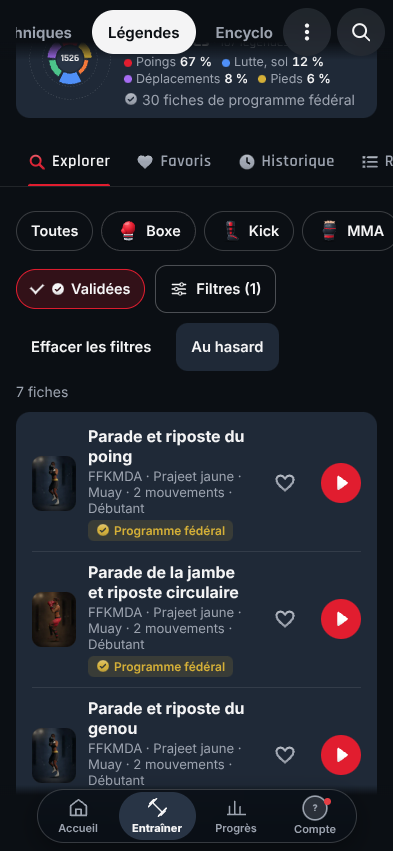 hniques Légendes Encyclo
1526
Poings 67 % Lutte, sol 12 %
Déplacements 8 % Pieds 6 %
30 fiches de programme fédéral
Explorer Favoris Historique R
Toutes Boxe Kick MMA
Validées Filtres (1)
Effacer les filtres Au hasard
7 fiches
Parade et riposte du
poing
FFKMDA · Prajeet jaune ·
Muay · 2 mouvements ·
Débutant
Programme fédéral
Parade de la jambe
et riposte circulaire
FFKMDA · Prajeet jaune ·
Muay · 2 mouvements ·
Débutant
Programme fédéral
Parade et riposte du
genou
FFKMDA · Prajeet jaune ·
Muay · 2 mouvements ·
Débutant
?
Accueil Entraîner Progrès Compte